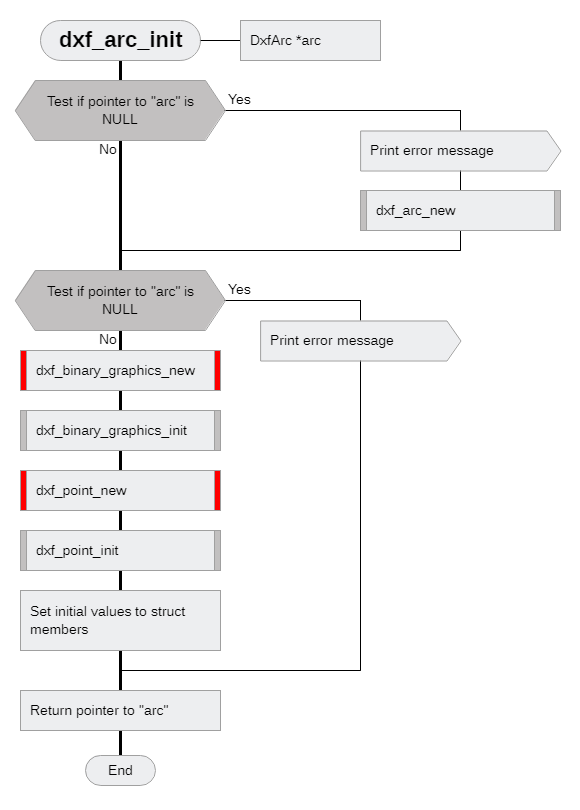 dxf_arc_init
DxfArc *arc
Test if pointer to "arc" is
NULL
Yes
No
Print error message
dxf_arc_new
Test if pointer to "arc" is
NULL
Yes
No
Print error message
dxf_binary_graphics_new
dxf_binary_graphics_init
dxf_point_new
dxf_point_init
Set initial values to struct
members
Return pointer to "arc"
End